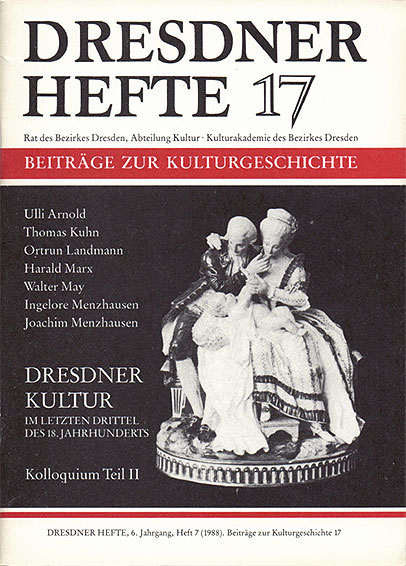 DRESDNER
HEFTE 17
Rat des Bezirkes Dresden, Abteilung Kultur · Kulturakademie des Bezirkes Dresden
BEITRÄGE ZUR KULTURGESCHICHTE
Ulli Arnold
Thomas Kuhn
Ortrun Landmann
Harald Marx
Walter May
Ingelore Menzhausen
Joachim Menzhausen
DRESDNER
KULTUR
IM LETZTEN DRITTEL
DES 18. JAHRHUNDERTS
Kolloquium Teil II
DRESDNER HEFTE, 6. Jahrgang, Heft 7 (1988). Beiträge zur Kulturgeschichte 17